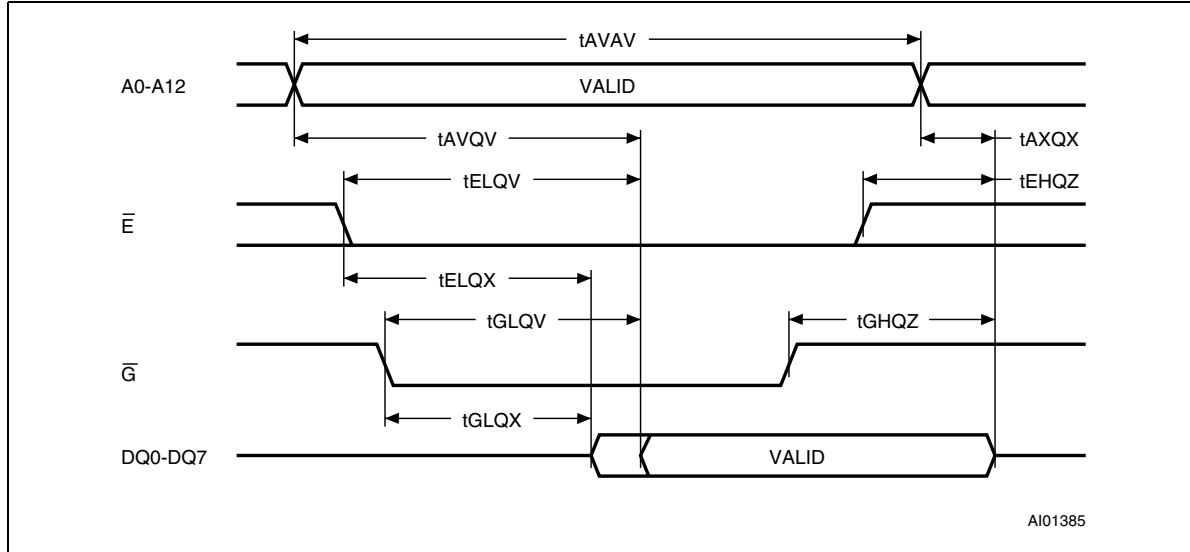 tAVAV
A0-A12 VALID
tAVQV tAXQX
tELQV tEHQZ
E̅
tELQX
tGLQV tGHQZ
G̅
tGLQX
DQ0-DQ7 VALID
AI01385